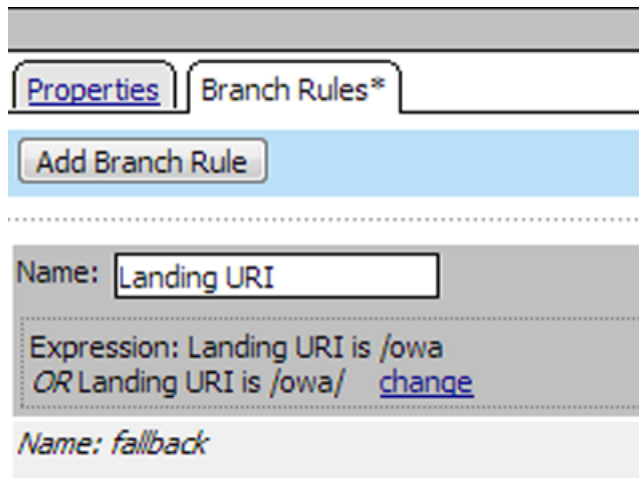 Properties Branch Rules*
Add Branch Rule
Name: Landing URI
Expression: Landing URI is /owa
OR Landing URI is /owa/ change
Name: fallback